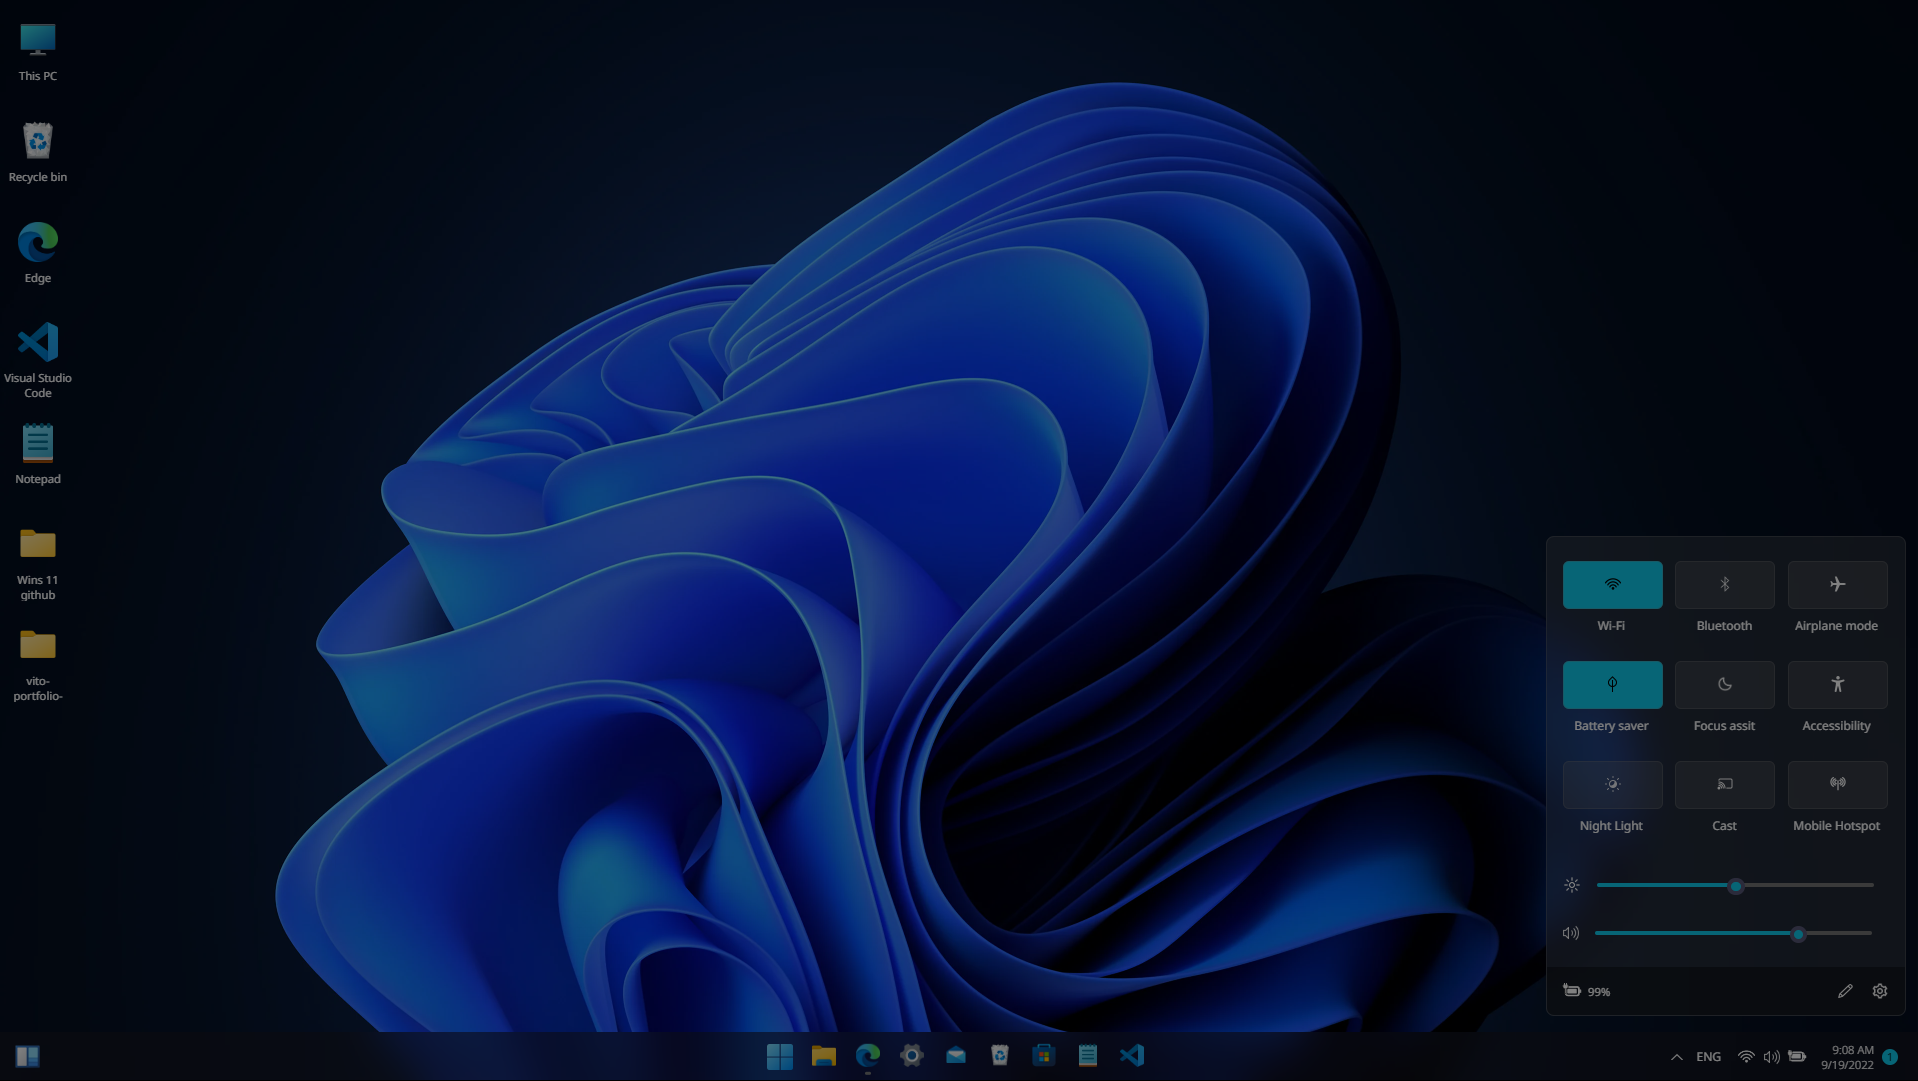 This PC
Recycle bin
Edge
Visual Studio
Code
Notepad
Wins 11
github
vito-
portfolio-
Wi-Fi
Bluetooth
Airplane mode
Battery saver
Focus assit
Accessibility
Night Light
Cast
Mobile Hotspot
99%
ENG
9:08 AM
9/19/2022
1